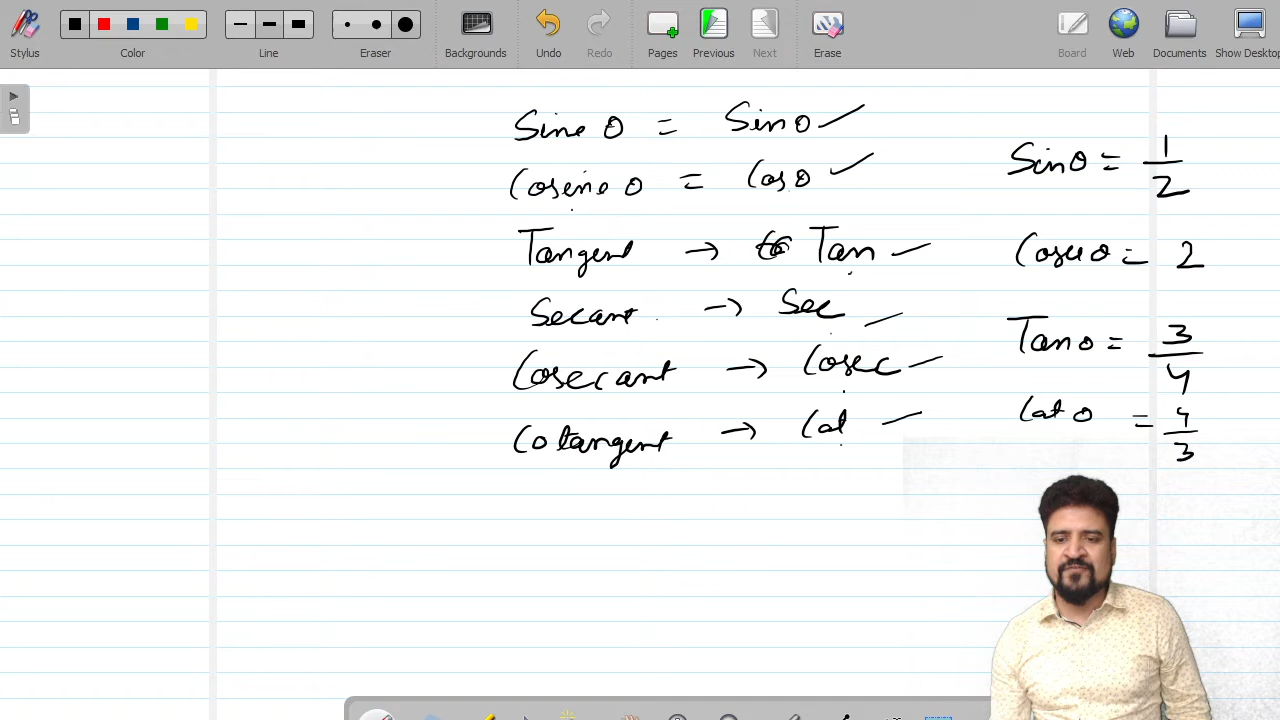 Stylus Color Line Eraser Backgrounds Undo Redo Pages Previous Next Erase Board Web Documents Show Desktop
Sine θ = Sin θ ✓
Cosine θ = Cos θ ✓
Tangent → Tan ✓
Secant → Sec ✓
Cosecant → Cosec ✓
Cotangent → Cot ✓
Sin θ = 1/2
Cosec θ = 2
Tan θ = 3/4
Cot θ = 4/3